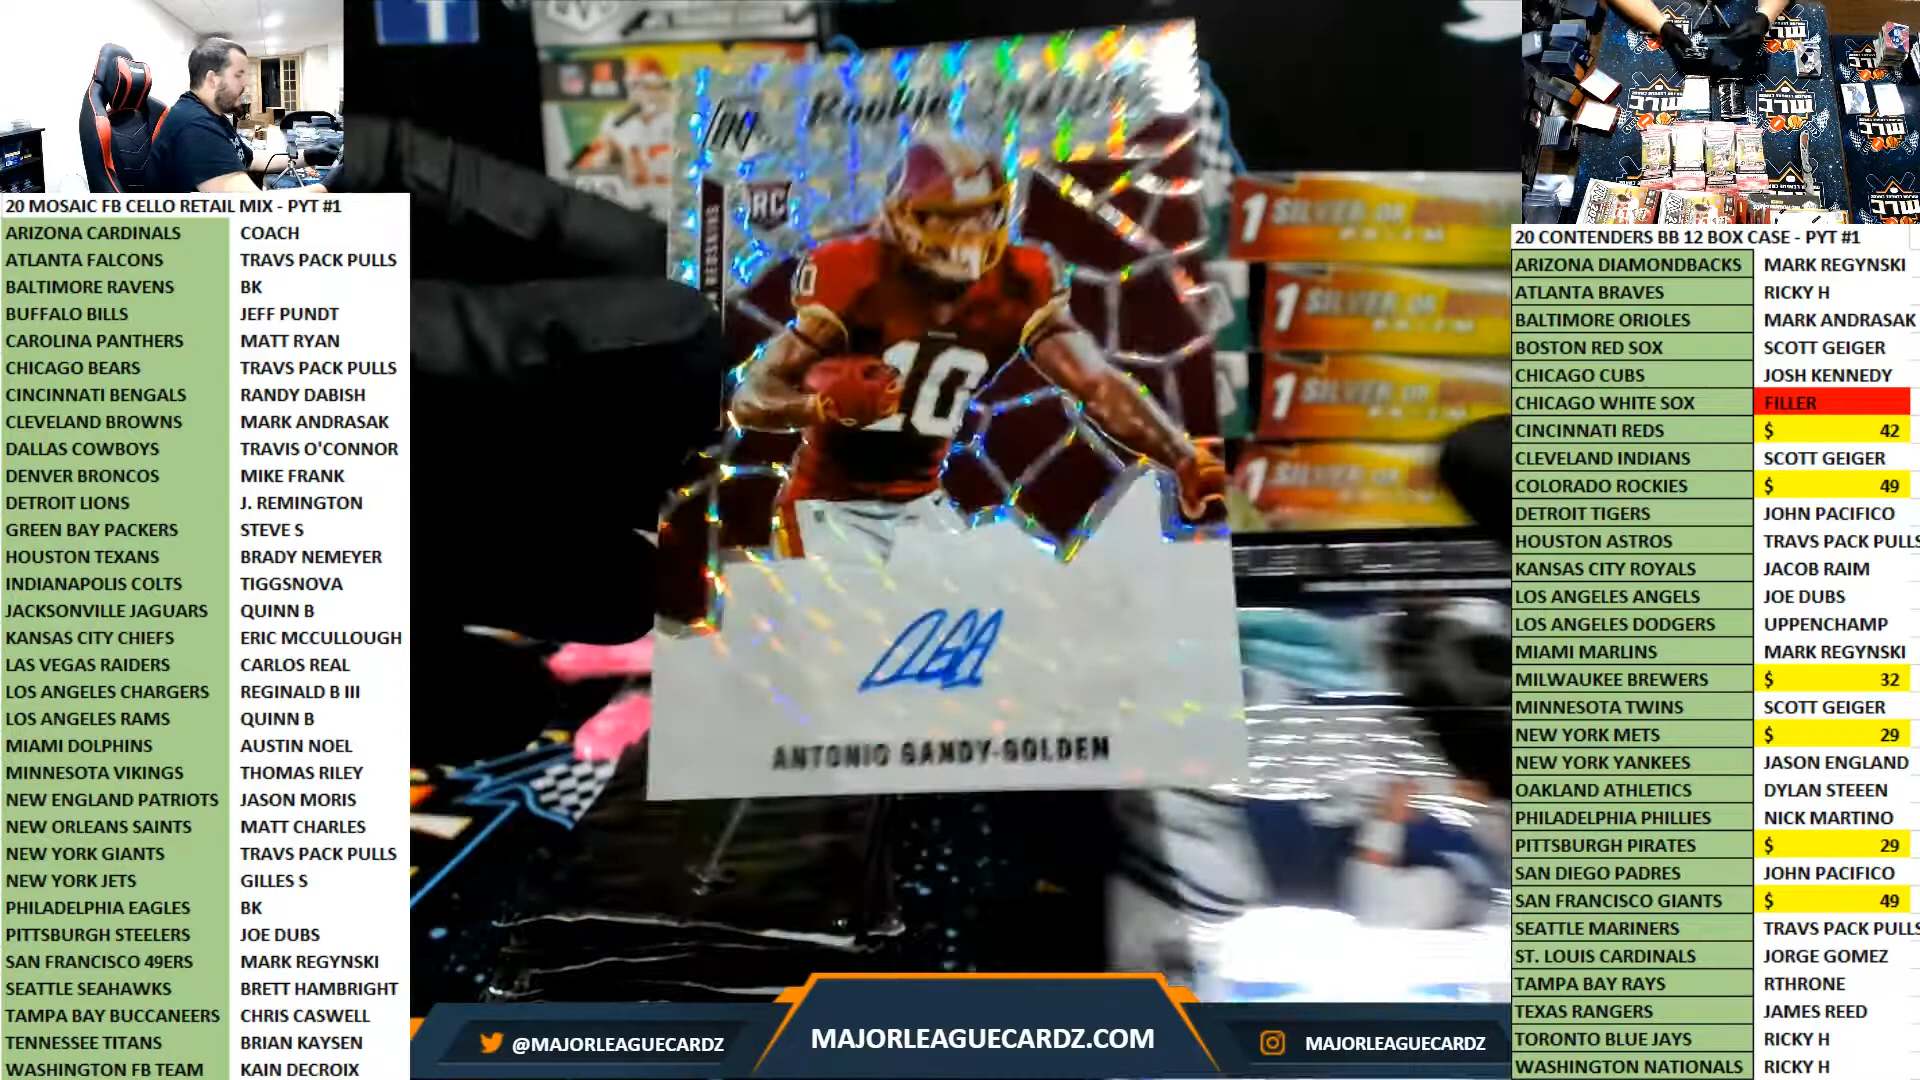 20 MOSAIC FB CELLO RETAIL MIX - PYT #1
ARIZONA CARDINALS COACH
ATLANTA FALCONS TRAVS PACK PULLS
BALTIMORE RAVENS BK
BUFFALO BILLS JEFF PUNDT
CAROLINA PANTHERS MATT RYAN
CHICAGO BEARS TRAVS PACK PULLS
CINCINNATI BENGALS RANDY DABISH
CLEVELAND BROWNS MARK ANDRASAK
DALLAS COWBOYS TRAVIS O'CONNOR
DENVER BRONCOS MIKE FRANK
DETROIT LIONS J. REMINGTON
GREEN BAY PACKERS STEVE S
HOUSTON TEXANS BRADY NEMEYER
INDIANAPOLIS COLTS TIGGSNOVA
JACKSONVILLE JAGUARS QUINN B
KANSAS CITY CHIEFS ERIC MCCULLOUGH
LAS VEGAS RAIDERS CARLOS REAL
LOS ANGELES CHARGERS REGINALD B III
LOS ANGELES RAMS QUINN B
MIAMI DOLPHINS AUSTIN NOEL
MINNESOTA VIKINGS THOMAS RILEY
NEW ENGLAND PATRIOTS JASON MORIS
NEW ORLEANS SAINTS MATT CHARLES
NEW YORK GIANTS TRAVS PACK PULLS
NEW YORK JETS GILLES S
PHILADELPHIA EAGLES BK
PITTSBURGH STEELERS JOE DUBS
SAN FRANCISCO 49ERS MARK REGYNSKI
SEATTLE SEAHAWKS BRETT HAMBRIGHT
TAMPA BAY BUCCANEERS CHRIS CASWELL
TENNESSEE TITANS BRIAN KAYSEN
WASHINGTON FB TEAM KAIN DECROIX
Rookie
RC
10
10
ANTONIO GANDY-GOLDEN
1 SILVER OR
1 SILVER OR
1 SILVER OR
1 SILVER OR
@MAJORLEAGUECARDZ
MAJORLEAGUECARDZ.COM
MAJORLEAGUECARDZ
20 CONTENDERS BB 12 BOX CASE - PYT #1
ARIZONA DIAMONDBACKS MARK REGYNSKI
ATLANTA BRAVES RICKY H
BALTIMORE ORIOLES MARK ANDRASAK
BOSTON RED SOX SCOTT GEIGER
CHICAGO CUBS JOSH KENNEDY
CHICAGO WHITE SOX FILLER
CINCINNATI REDS $ 42
CLEVELAND INDIANS SCOTT GEIGER
COLORADO ROCKIES $ 49
DETROIT TIGERS JOHN PACIFICO
HOUSTON ASTROS TRAVS PACK PULLS
KANSAS CITY ROYALS JACOB RAIM
LOS ANGELES ANGELS JOE DUBS
LOS ANGELES DODGERS UPPENCHAMP
MIAMI MARLINS MARK REGYNSKI
MILWAUKEE BREWERS $ 32
MINNESOTA TWINS SCOTT GEIGER
NEW YORK METS $ 29
NEW YORK YANKEES JASON ENGLAND
OAKLAND ATHLETICS DYLAN STEEEN
PHILADELPHIA PHILLIES NICK MARTINO
PITTSBURGH PIRATES $ 29
SAN DIEGO PADRES JOHN PACIFICO
SAN FRANCISCO GIANTS $ 49
SEATTLE MARINERS TRAVS PACK PULLS
ST. LOUIS CARDINALS JORGE GOMEZ
TAMPA BAY RAYS RTHRONE
TEXAS RANGERS JAMES REED
TORONTO BLUE JAYS RICKY H
WASHINGTON NATIONALS RICKY H